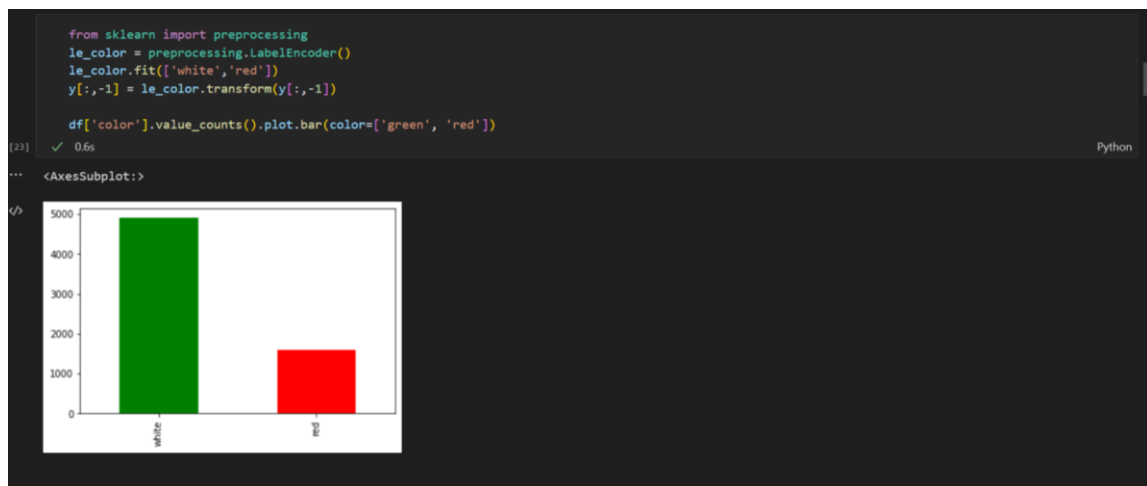 from sklearn import preprocessing
le_color = preprocessing.LabelEncoder()
le_color.fit(['white','red'])
y[:,-1] = le_color.transform(y[:,-1])
df['color'].value_counts().plot.bar(color=['green', 'red'])
[23] ✓ 0.6s Python
... <AxesSubplot:>
</>
5000
4000
3000
2000
1000
0
white red